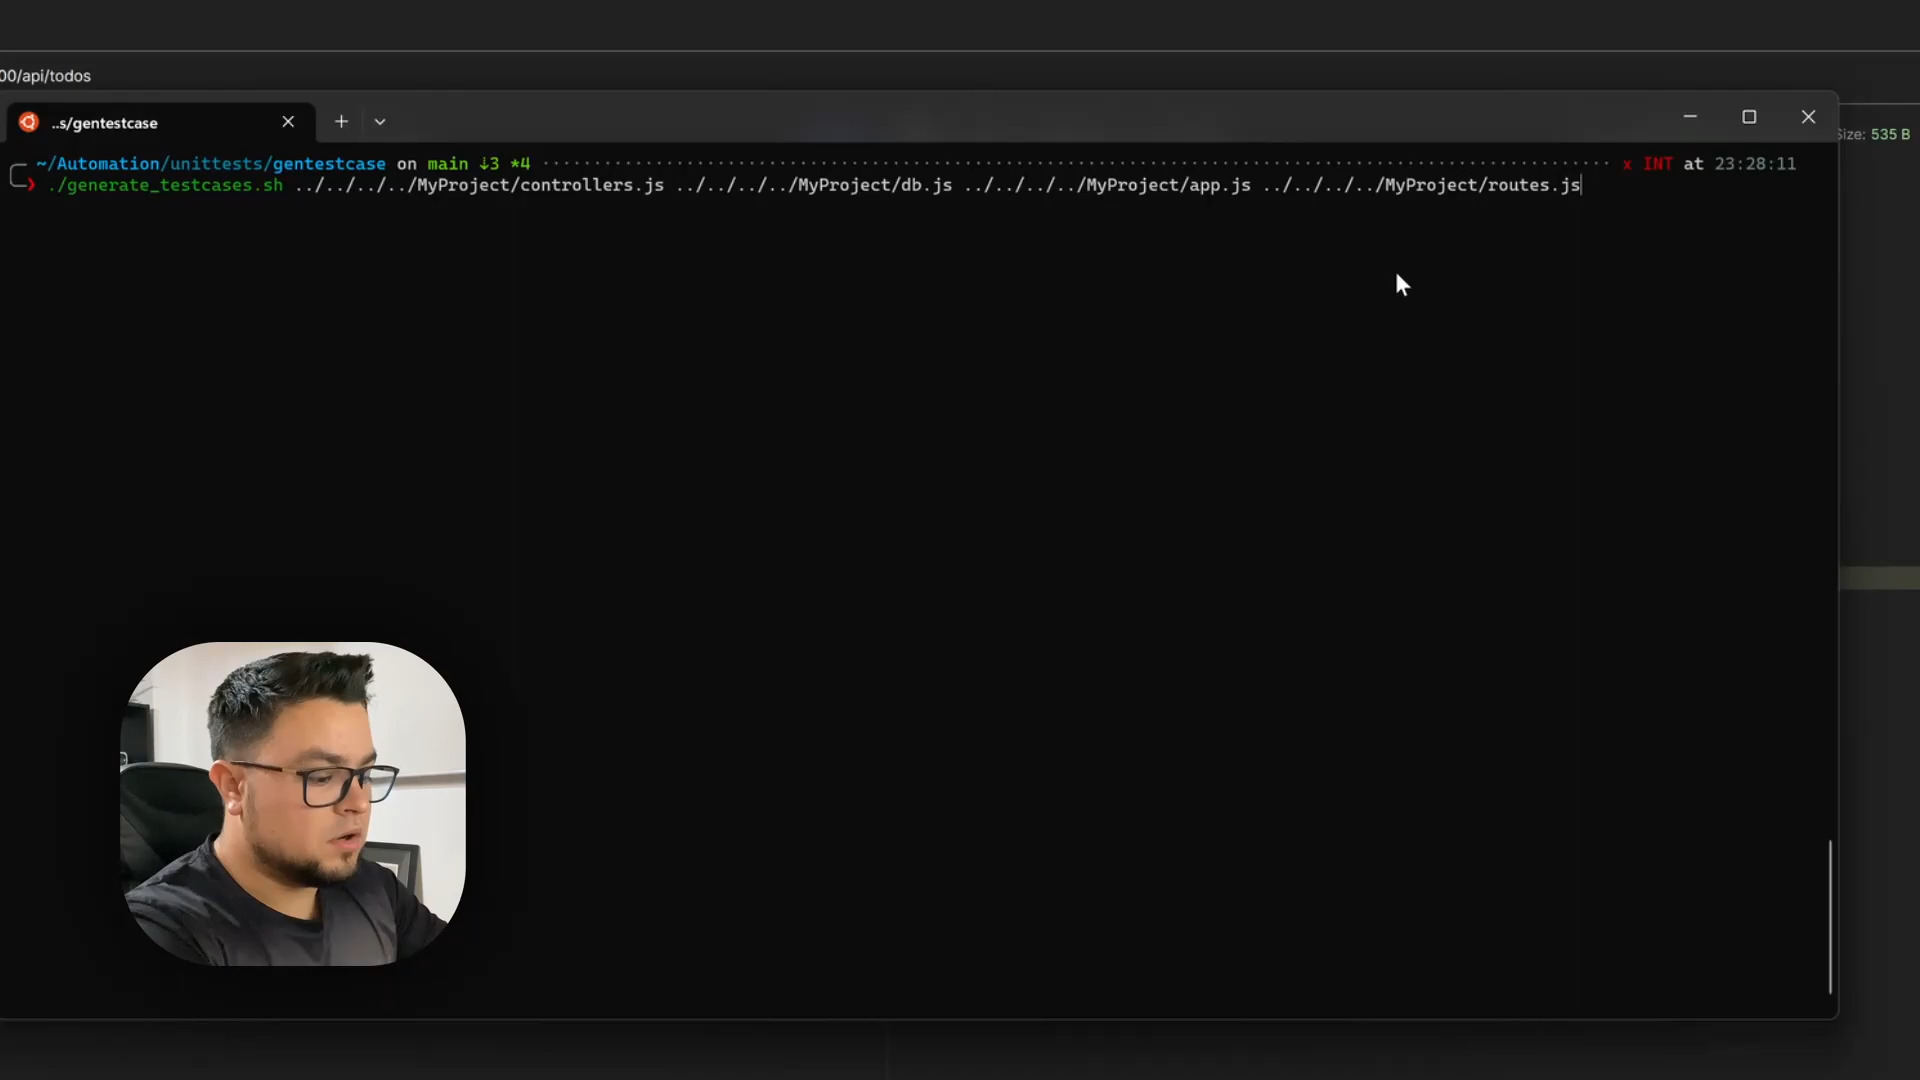 00/api/todos
..s/gentestcase
Size: 535 B
~/Automation/unittests/gentestcase on main ⇣3 *4 x INT at 23:28:11
❯ ./generate_testcases.sh ../../../../MyProject/controllers.js ../../../../MyProject/db.js ../../../../MyProject/app.js ../../../../MyProject/routes.js